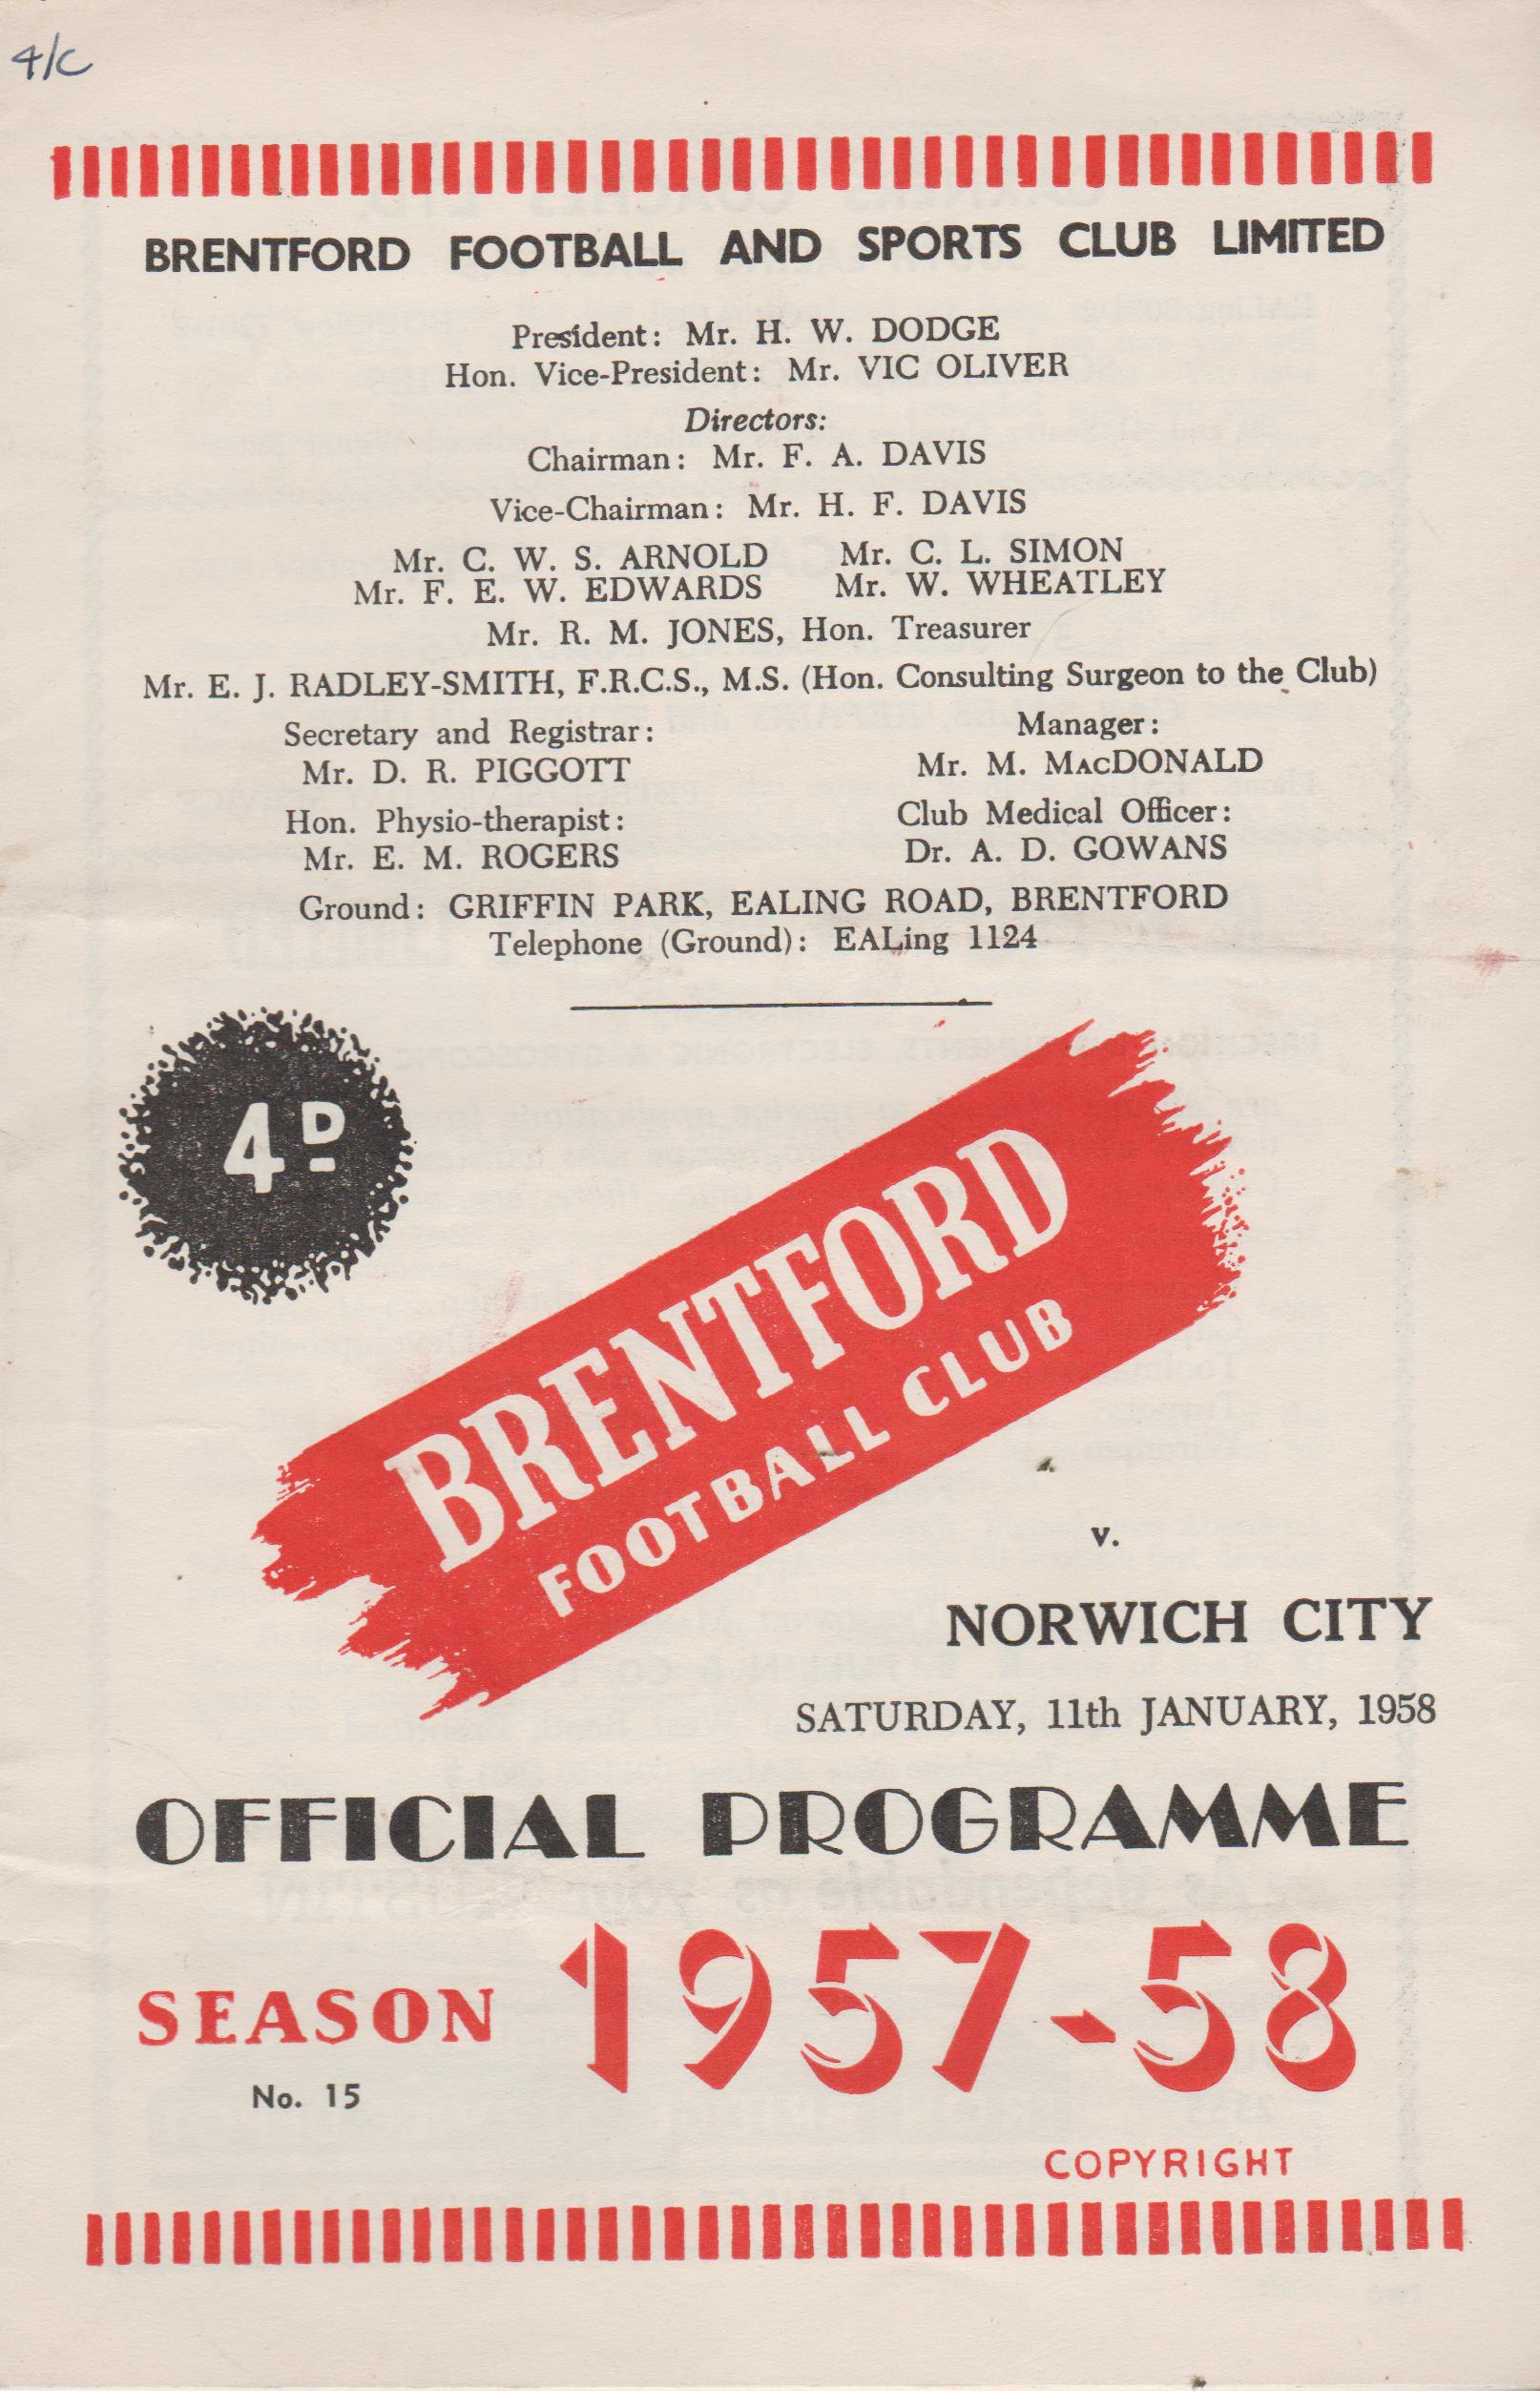 4/C
BRENTFORD FOOTBALL AND SPORTS CLUB LIMITED
President: Mr. H. W. DODGE
Hon. Vice-President: Mr. VIC OLIVER
Directors:
Chairman: Mr. F. A. DAVIS
Vice-Chairman: Mr. H. F. DAVIS
Mr. C. W. S. ARNOLD Mr. C. L. SIMON
Mr. F. E. W. EDWARDS Mr. W. WHEATLEY
Mr. R. M. JONES, Hon. Treasurer
Mr. E. J. RADLEY-SMITH, F.R.C.S., M.S. (Hon. Consulting Surgeon to the Club)
Secretary and Registrar:
Mr. D. R. PIGGOTT
Manager:
Mr. M. MACDONALD
Hon. Physio-therapist:
Mr. E. M. ROGERS
Club Medical Officer:
Dr. A. D. GOWANS
Ground: GRIFFIN PARK, EALING ROAD, BRENTFORD
Telephone (Ground): EALing 1124
4D
BRENTFORD
FOOTBALL CLUB
v.
NORWICH CITY
SATURDAY, 11th JANUARY, 1958
OFFICIAL PROGRAMME
SEASON 1957-58
No. 15
COPYRIGHT